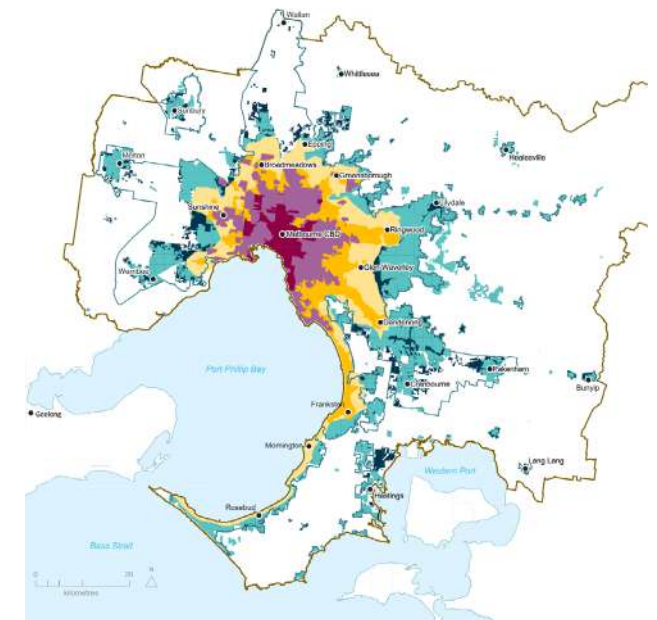 Wallan
Whittlesea
Sunbury
Epping
Melton
Broadmeadows
Healesville
Greensborough
Lilydale
Sunshine
Melbourne CBD
Ringwood
Glen Waverley
Werribee
Dandenong
Port Phillip Bay
Pakenham
Cranbourne
Bunyip
Geelong
Frankston
Mornington
Lang Lang
Western Port
Hastings
Rosebud
Bass Strait
N
0
20
kilometres